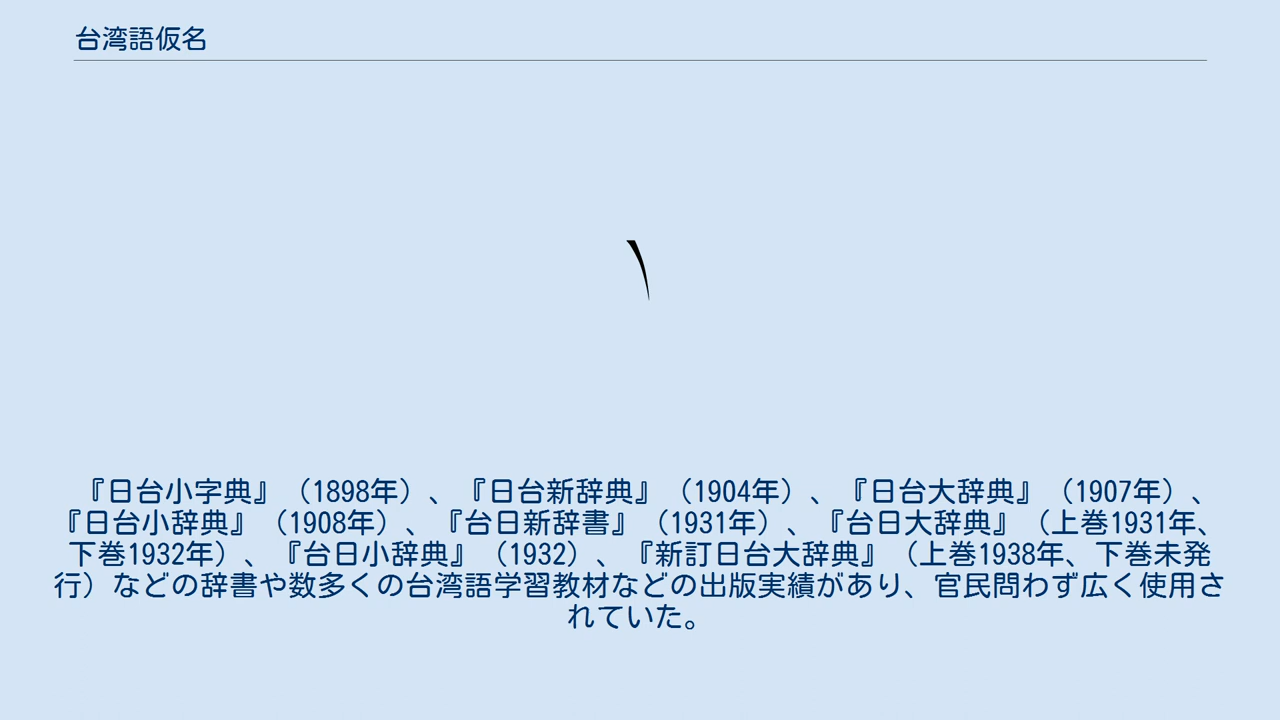 台湾語仮名
『日台小字典』（1898年）、『日台新辞典』（1904年）、『日台大辞典』（1907年）、
『日台小辞典』（1908年）、『台日新辞書』（1931年）、『台日大辞典』（上巻1931年、
下巻1932年）、『台日小辞典』（1932）、『新訂日台大辞典』（上巻1938年、下巻未発
行）などの辞書や数多くの台湾語学習教材などの出版実績があり、官民問わず広く使用さ
れていた。